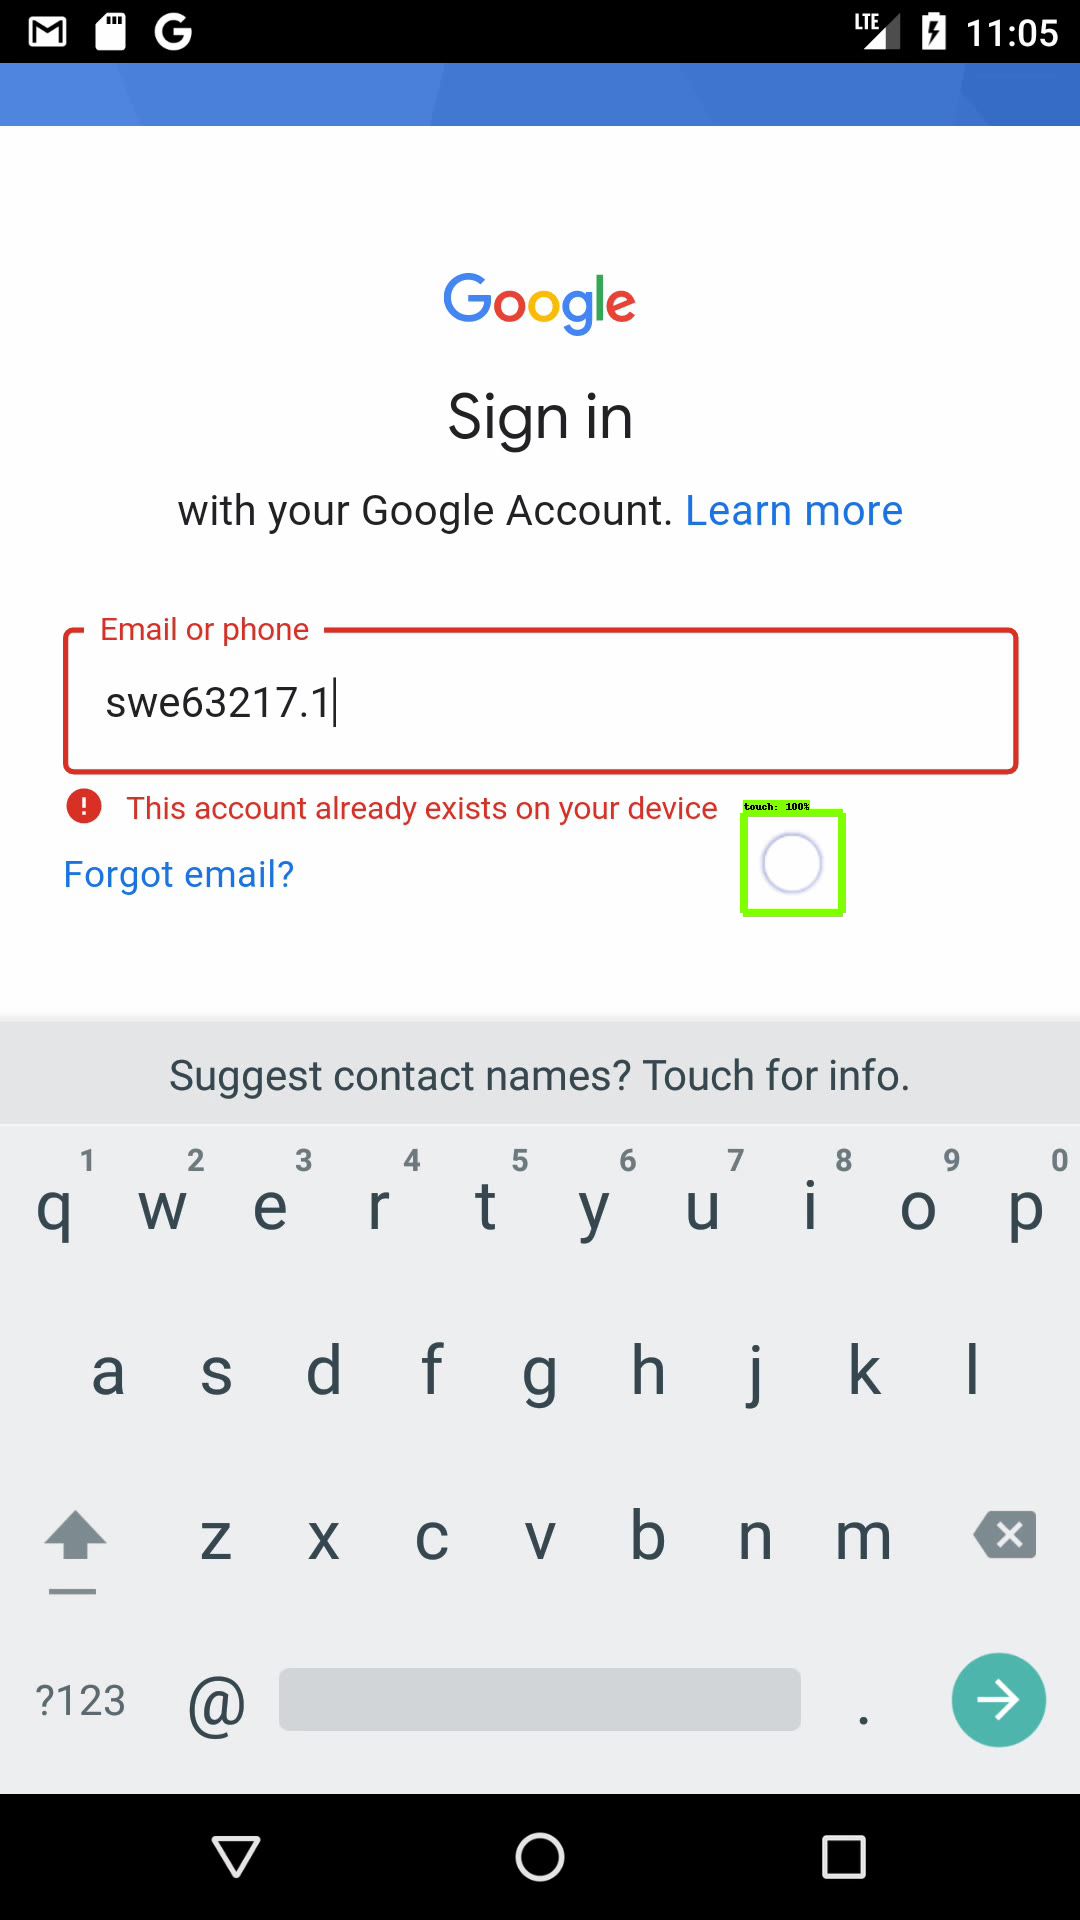 LTE 11:05
Google
Sign in
with your Google Account. Learn more
Email or phone
swe63217.1
This account already exists on your device
touch: 100%
Forgot email?
Suggest contact names? Touch for info.
1 2 3 4 5 6 7 8 9 0
q w e r t y u i o p
a s d f g h j k l
z x c v b n m
?123 @ .